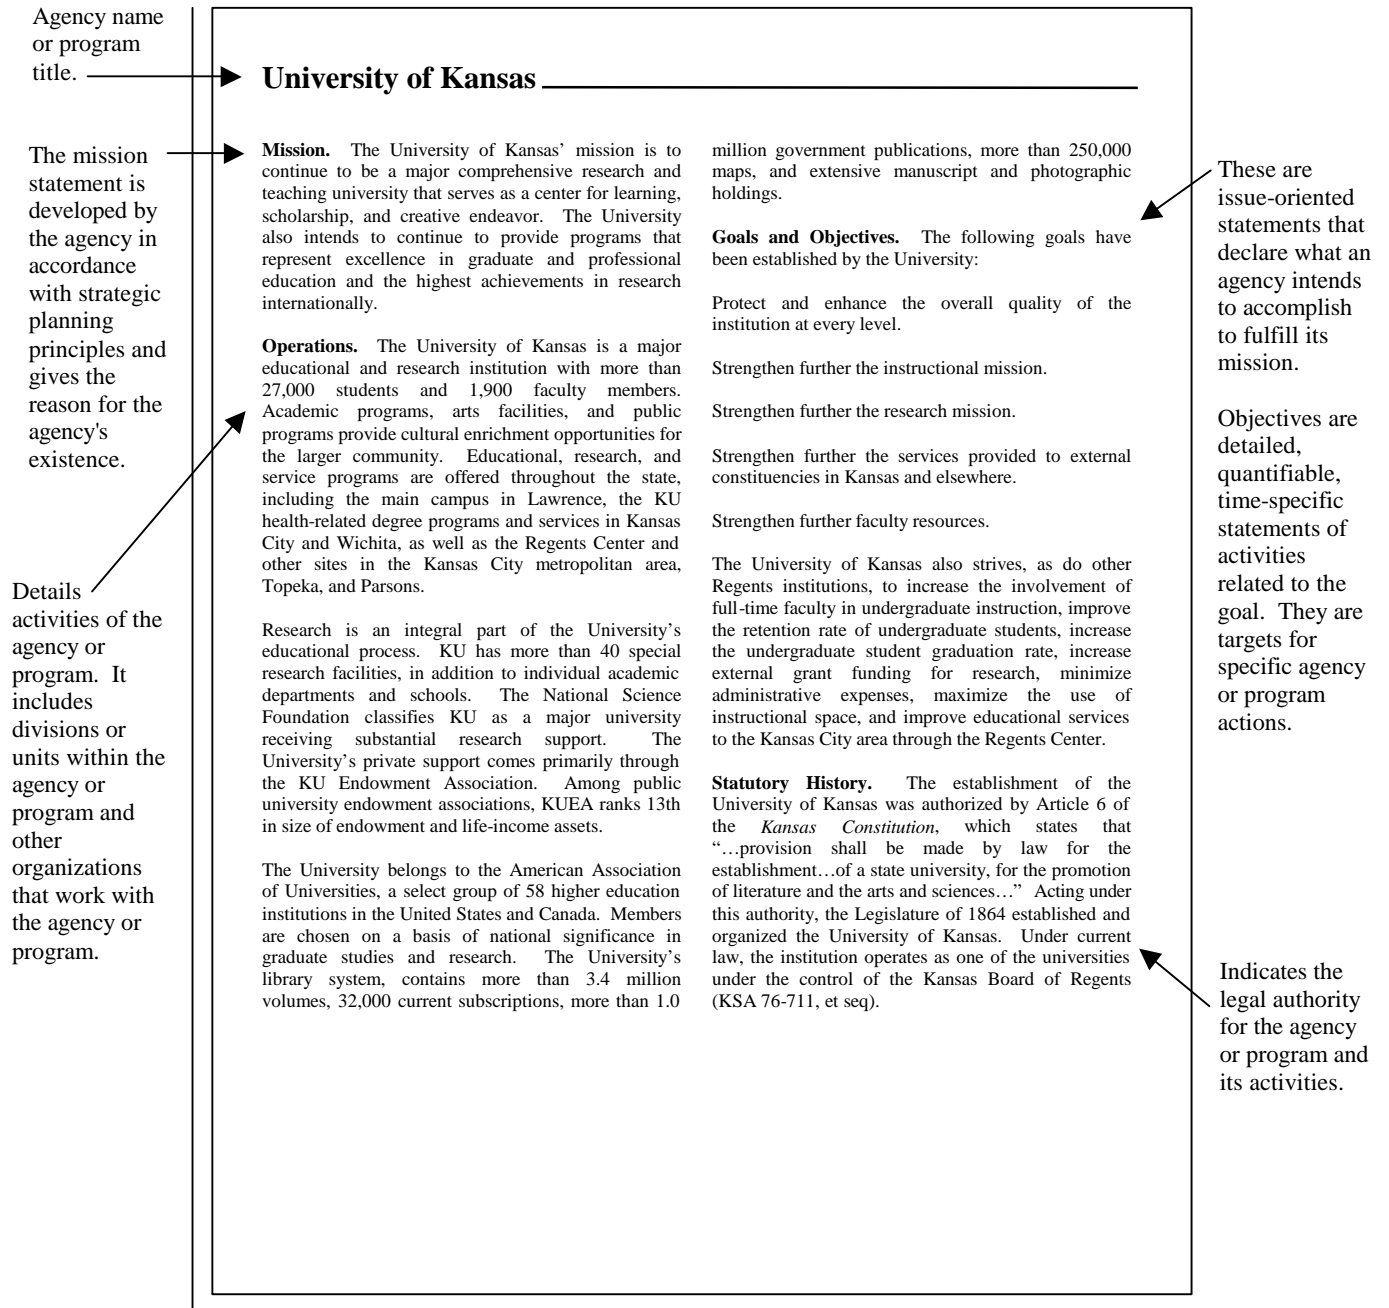 Agency name
or program
title.
The mission
statement is
developed by
the agency in
accordance
with strategic
planning
principles and
gives the
reason for the
agency's
existence.
Details
activities of the
agency or
program.  It
includes
divisions or
units within the
agency or
program and
other
organizations
that work with
the agency or
program.
University of Kansas
Mission.  The University of Kansas’ mission is to
continue to be a major comprehensive research and
teaching university that serves as a center for learning,
scholarship, and creative endeavor.  The University
also intends to continue to provide programs that
represent excellence in graduate and professional
education and the highest achievements in research
internationally.
Operations.  The University of Kansas is a major
educational and research institution with more than
27,000 students and 1,900 faculty members.
Academic programs, arts facilities, and public
programs provide cultural enrichment opportunities for
the larger community.  Educational, research, and
service programs are offered throughout the state,
including the main campus in Lawrence, the KU
health-related degree programs and services in Kansas
City and Wichita, as well as the Regents Center and
other sites in the Kansas City metropolitan area,
Topeka, and Parsons.
Research is an integral part of the University’s
educational process.  KU has more than 40 special
research facilities, in addition to individual academic
departments and schools.  The National Science
Foundation classifies KU as a major university
receiving substantial research support.  The
University’s private support comes primarily through
the KU Endowment Association.  Among public
university endowment associations, KUEA ranks 13th
in size of endowment and life-income assets.
The University belongs to the American Association
of Universities, a select group of 58 higher education
institutions in the United States and Canada.  Members
are chosen on a basis of national significance in
graduate studies and research.  The University’s
library system, contains more than 3.4 million
volumes, 32,000 current subscriptions, more than 1.0
million government publications, more than 250,000
maps, and extensive manuscript and photographic
holdings.
Goals and Objectives.  The following goals have
been established by the University:
Protect and enhance the overall quality of the
institution at every level.
Strengthen further the instructional mission.
Strengthen further the research mission.
Strengthen further the services provided to external
constituencies in Kansas and elsewhere.
Strengthen further faculty resources.
The University of Kansas also strives, as do other
Regents institutions, to increase the involvement of
full-time faculty in undergraduate instruction, improve
the retention rate of undergraduate students, increase
the undergraduate student graduation rate, increase
external grant funding for research, minimize
administrative expenses, maximize the use of
instructional space, and improve educational services
to the Kansas City area through the Regents Center.
Statutory History.  The establishment of the
University of Kansas was authorized by Article 6 of
the Kansas Constitution, which states that
“…provision shall be made by law for the
establishment…of a state university, for the promotion
of literature and the arts and sciences…”  Acting under
this authority, the Legislature of 1864 established and
organized the University of Kansas.  Under current
law, the institution operates as one of the universities
under the control of the Kansas Board of Regents
(KSA 76-711, et seq).
These are
issue-oriented
statements that
declare what an
agency intends
to accomplish
to fulfill its
mission.
Objectives are
detailed,
quantifiable,
time-specific
statements of
activities
related to the
goal.  They are
targets for
specific agency
or program
actions.
Indicates the
legal authority
for the agency
or program and
its activities.